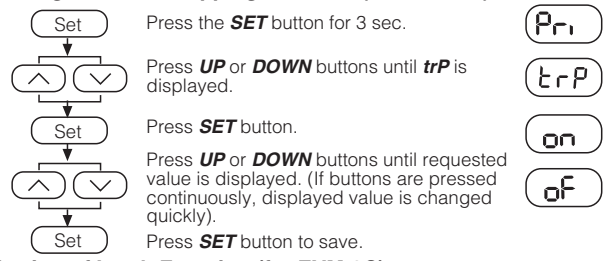 Set Press the SET button for 3 sec. Pri
Press UP or DOWN buttons until trP is
displayed. trP
Set Press SET button. on
Press UP or DOWN buttons until requested
value is displayed. (If buttons are pressed
continuously, displayed value is changed
quickly). oF
Set Press SET button to save.